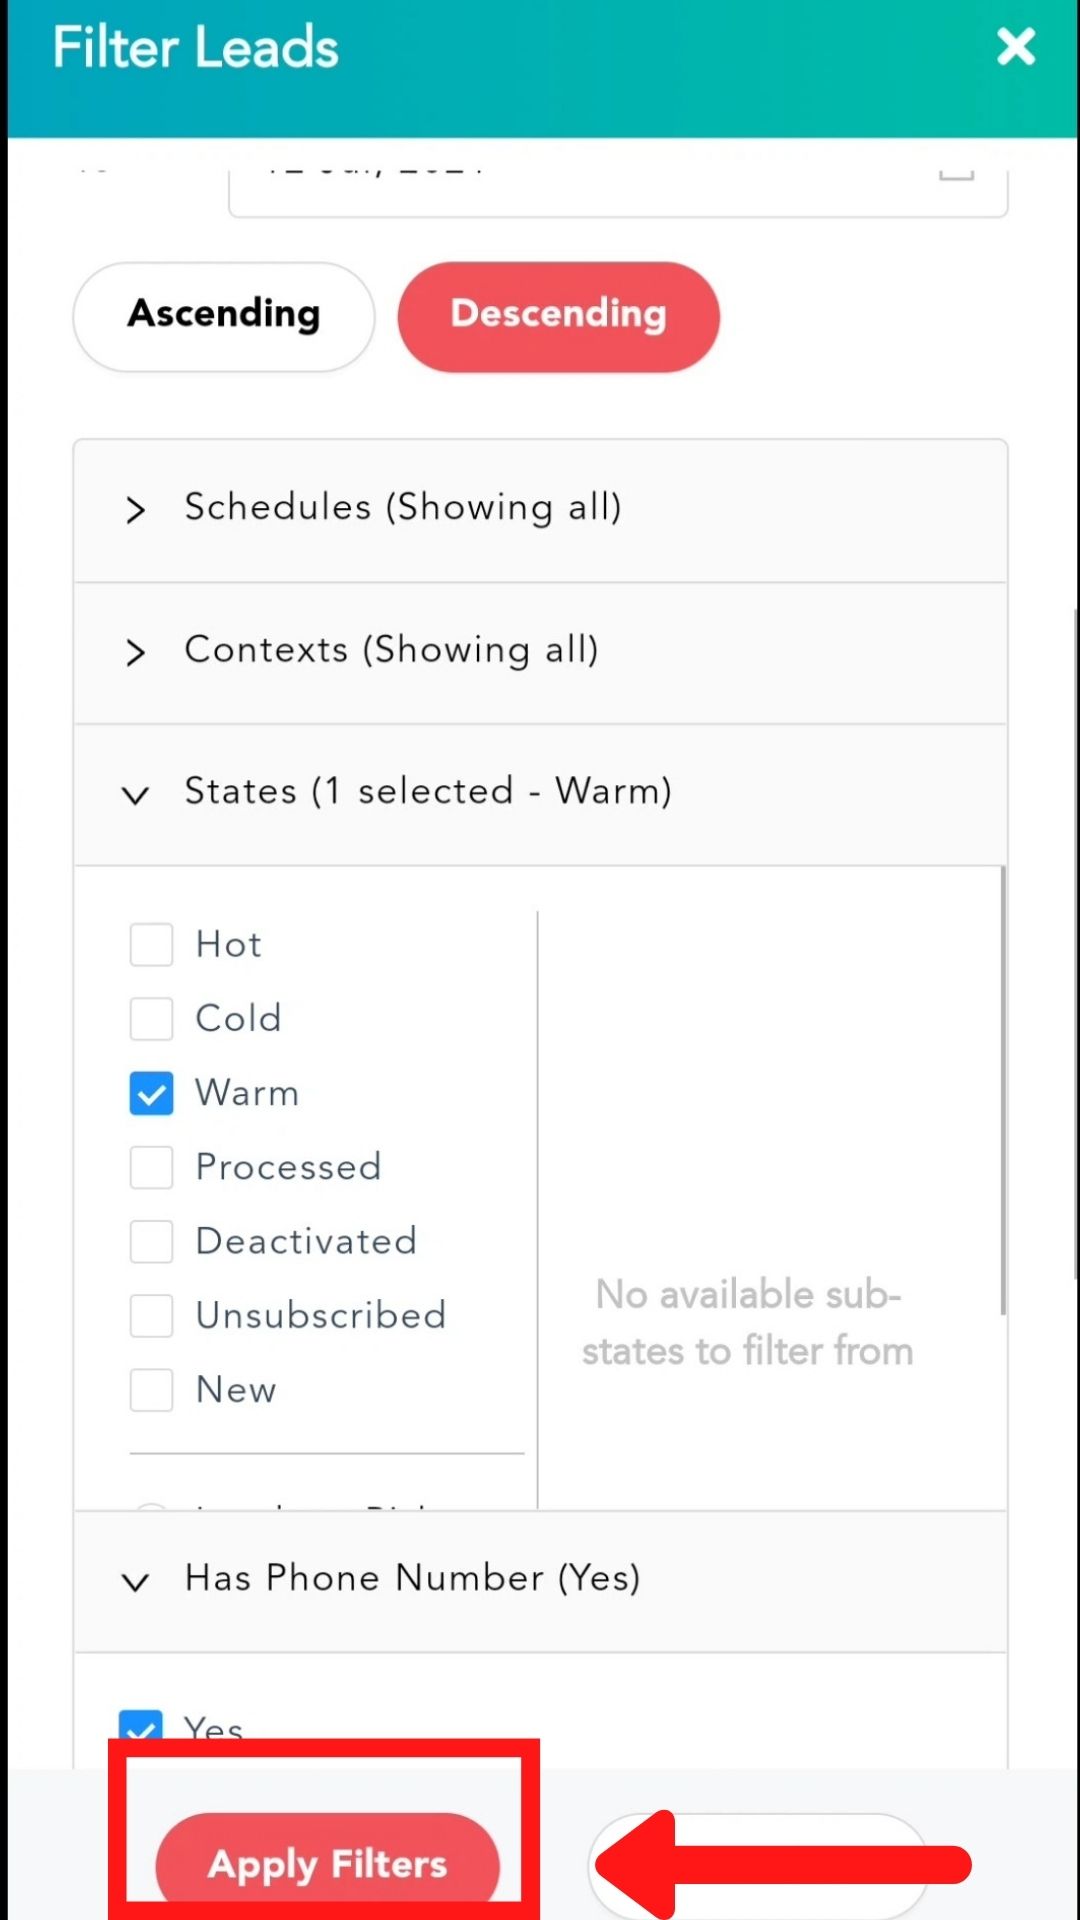 Filter Leads
Ascending
Descending
Schedules (Showing all)
Contexts (Showing all)
States (1 selected - Warm)
Hot
Cold
Warm
Processed
Deactivated
Unsubscribed
New
No available sub-
states to filter from
Has Phone Number (Yes)
Yes
Apply Filters